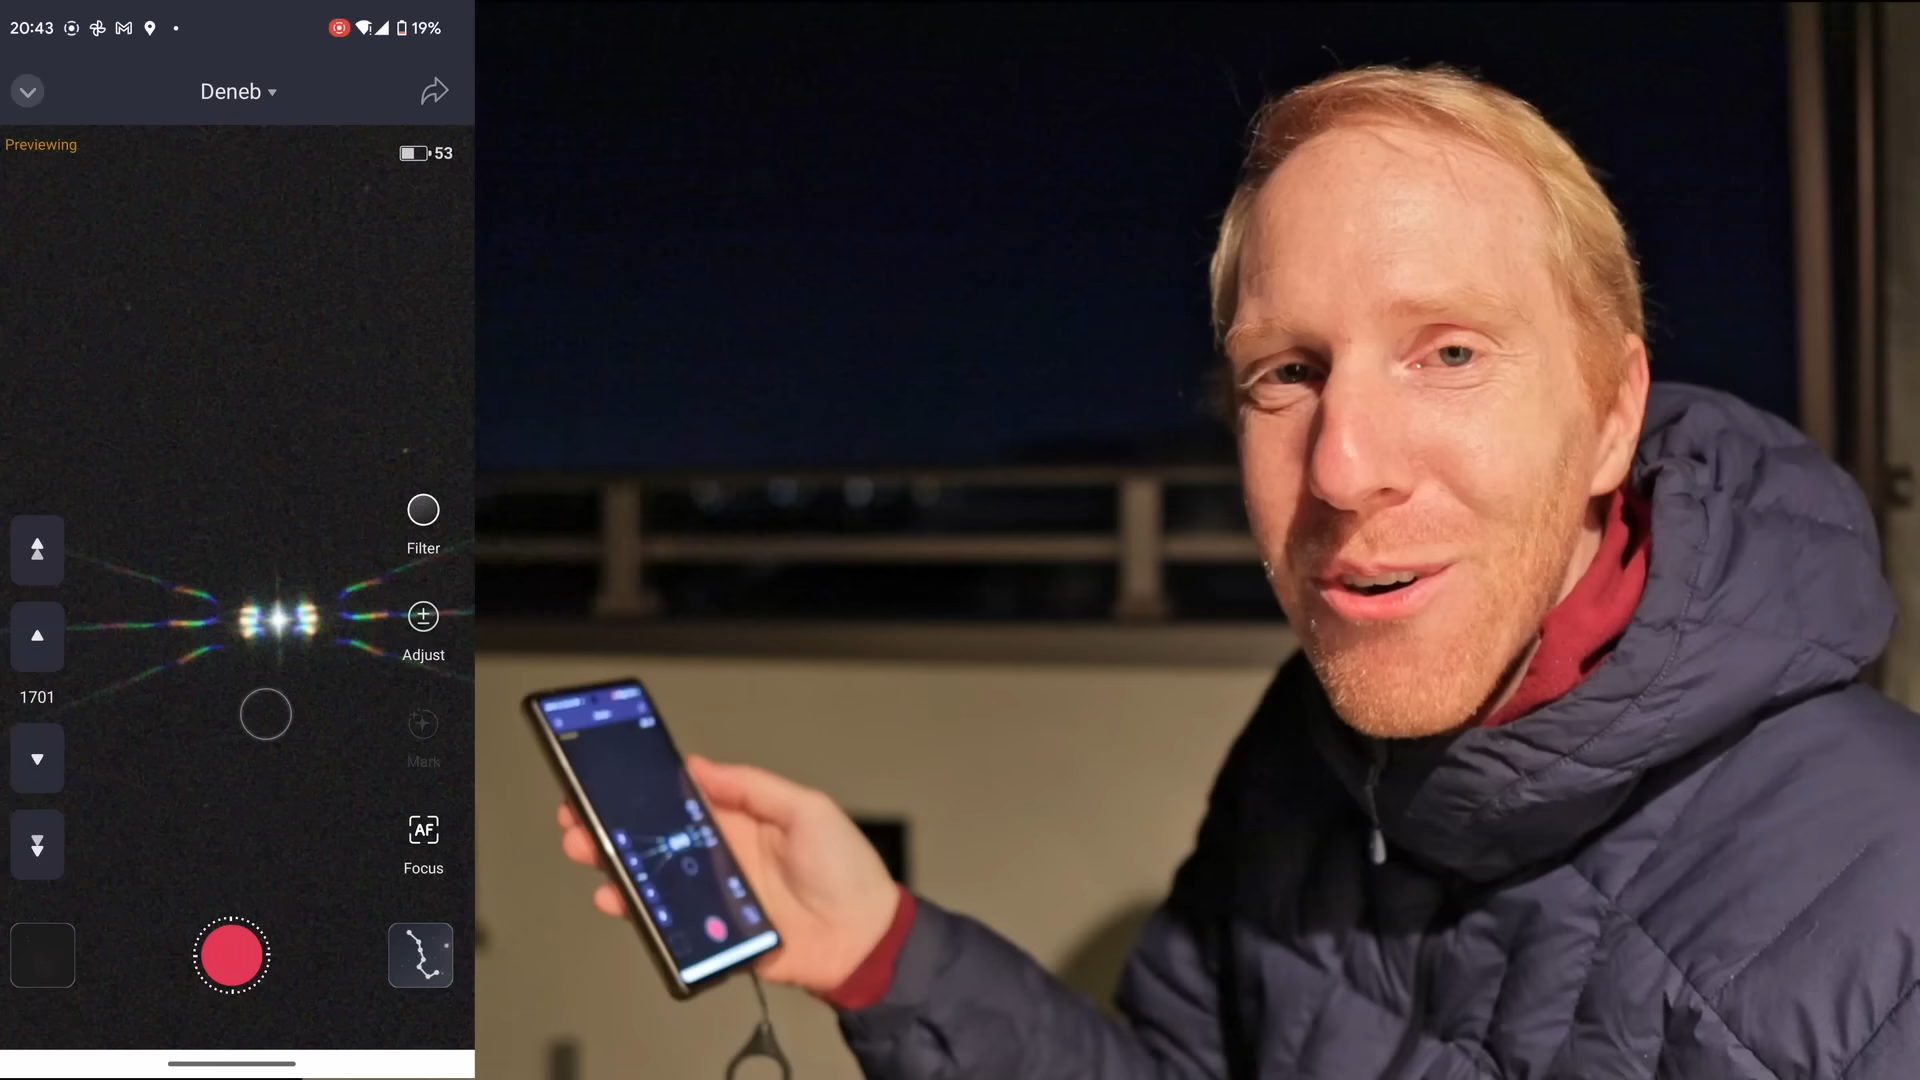 20:43
19%
Deneb
Previewing
53
Filter
Adjust
1701
Mark
AF
Focus